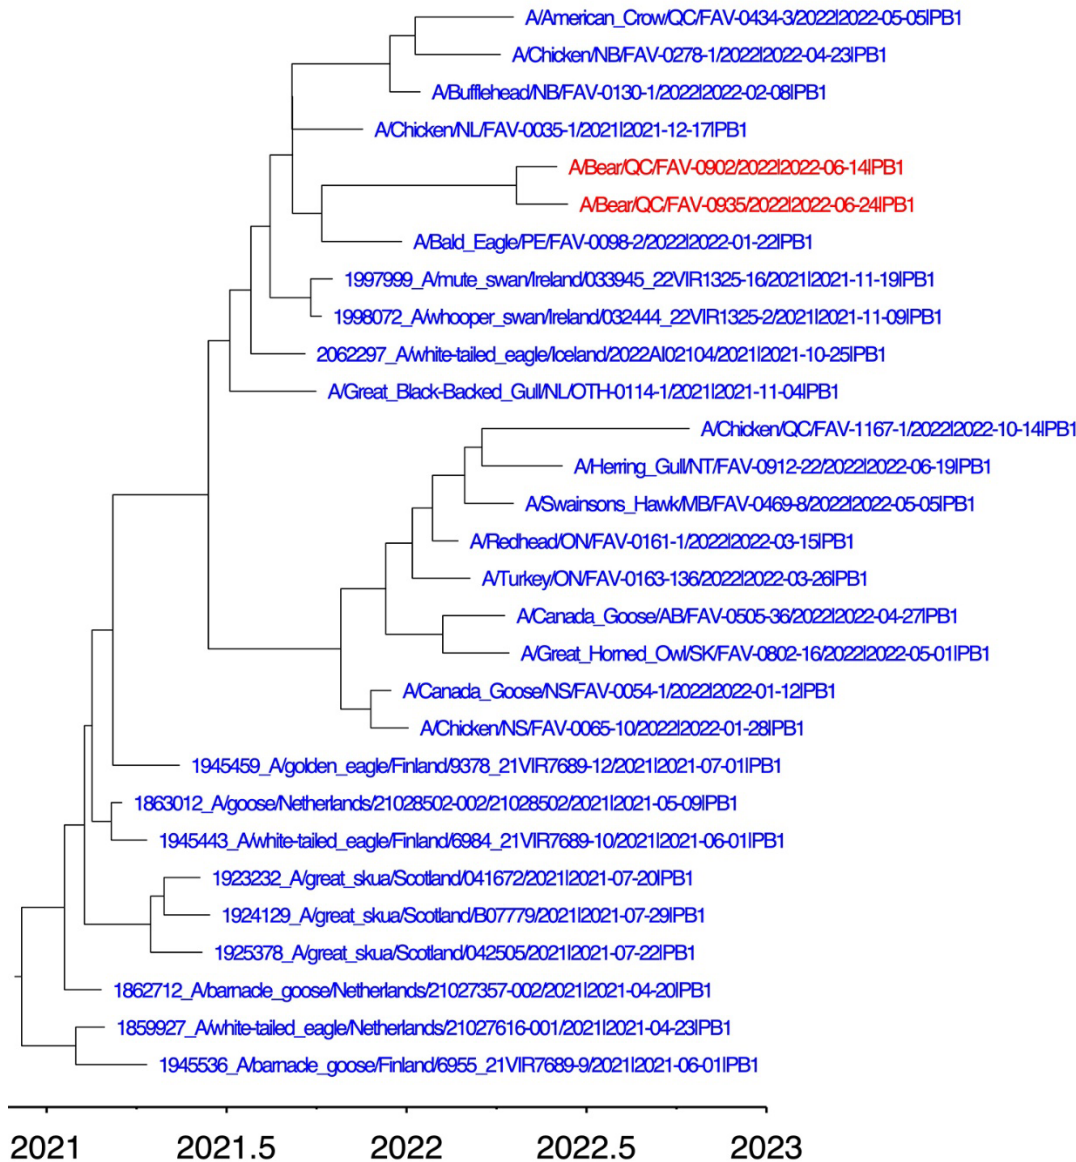 A/American_Crow/QC/FAV-0434-3/2022|2022-05-05|PB1
A/Chicken/NB/FAV-0278-1/2022|2022-04-23|PB1
A/Bufflehead/NB/FAV-0130-1/2022|2022-02-08|PB1
A/Chicken/NL/FAV-0035-1/2021|2021-12-17|PB1
A/Bear/QC/FAV-0902/2022|2022-06-14|PB1
A/Bear/QC/FAV-0935/2022|2022-06-24|PB1
A/Bald_Eagle/PE/FAV-0098-2/2022|2022-01-22|PB1
1997999_A/mute_swan/Ireland/033945_22VIR1325-16/2021|2021-11-19|PB1
1998072_A/whooper_swan/Ireland/032444_22VIR1325-2/2021|2021-11-09|PB1
2062297_A/white-tailed_eagle/Iceland/2022AI02104/2021|2021-10-25|PB1
A/Great_Black-Backed_Gull/NL/OTH-0114-1/2021|2021-11-04|PB1
A/Chicken/QC/FAV-1167-1/2022|2022-10-14|PB1
A/Herring_Gull/NT/FAV-0912-22/2022|2022-06-19|PB1
A/Swainsons_Hawk/MB/FAV-0469-8/2022|2022-05-05|PB1
A/Redhead/ON/FAV-0161-1/2022|2022-03-15|PB1
A/Turkey/ON/FAV-0163-136/2022|2022-03-26|PB1
A/Canada_Goose/AB/FAV-0505-36/2022|2022-04-27|PB1
A/Great_Horned_Owl/SK/FAV-0802-16/2022|2022-05-01|PB1
A/Canada_Goose/NS/FAV-0054-1/2022|2022-01-12|PB1
A/Chicken/NS/FAV-0065-10/2022|2022-01-28|PB1
1945459_A/golden_eagle/Finland/9378_21VIR7689-12/2021|2021-07-01|PB1
1863012_A/goose/Netherlands/21028502-002/21028502/2021|2021-05-09|PB1
1945443_A/white-tailed_eagle/Finland/6984_21VIR7689-10/2021|2021-06-01|PB1
1923232_A/great_skua/Scotland/041672/2021|2021-07-20|PB1
1924129_A/great_skua/Scotland/B07779/2021|2021-07-29|PB1
1925378_A/great_skua/Scotland/042505/2021|2021-07-22|PB1
1862712_A/barnacle_goose/Netherlands/21027357-002/2021|2021-04-20|PB1
1859927_A/white-tailed_eagle/Netherlands/21027616-001/2021|2021-04-23|PB1
1945536_A/barnacle_goose/Finland/6955_21VIR7689-9/2021|2021-06-01|PB1
2021 2021.5 2022 2022.5 2023